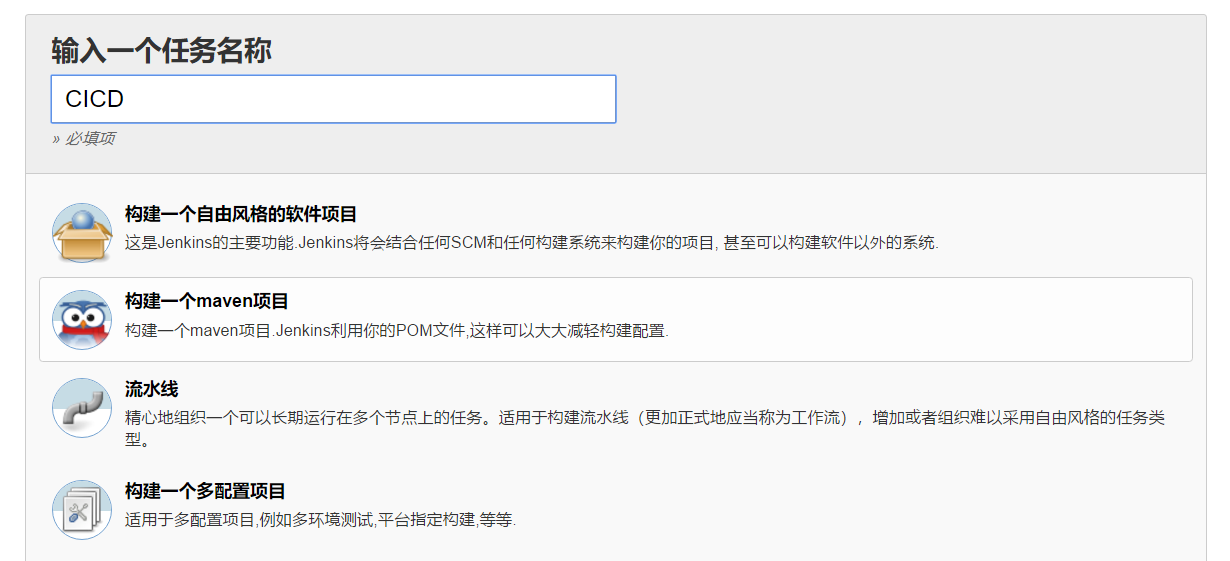 输入一个任务名称
CICD
» 必填项
构建一个自由风格的软件项目
这是Jenkins的主要功能.Jenkins将会结合任何SCM和任何构建系统来构建你的项目, 甚至可以构建软件以外的系统.
构建一个maven项目
构建一个maven项目.Jenkins利用你的POM文件,这样可以大大减轻构建配置.
流水线
精心地组织一个可以长期运行在多个节点上的任务。适用于构建流水线（更加正式地应当称为工作流），增加或者组织难以采用自由风格的任务类
型。
构建一个多配置项目
适用于多配置项目,例如多环境测试,平台指定构建,等等.